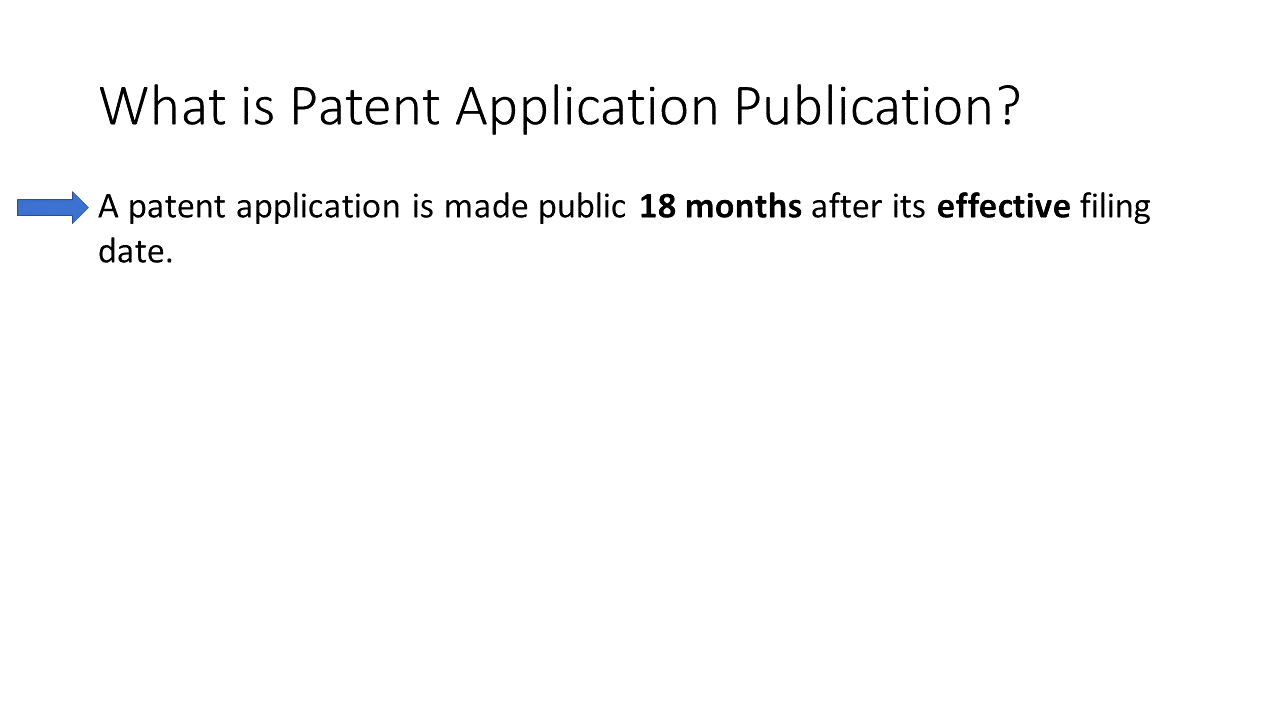 What is Patent Application Publication?
A patent application is made public 18 months after its effective filing
date.